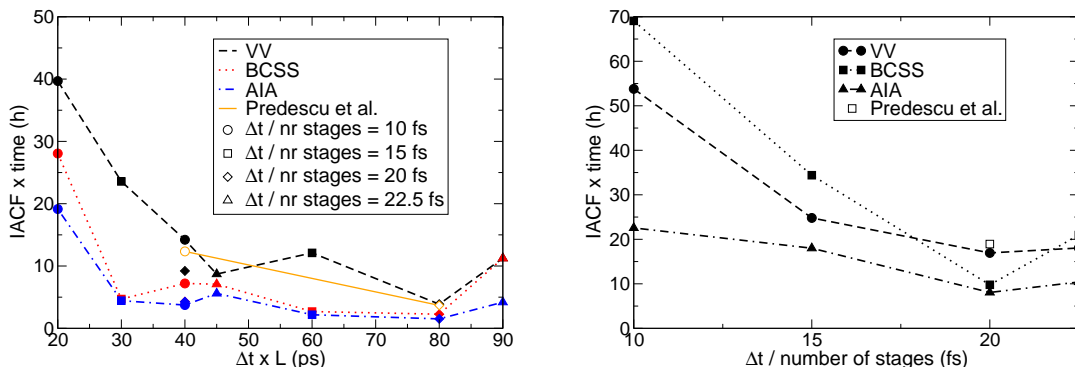 50
40
30
20
10
0
IACF x time (h)
20 30 40 50 60 70 80 90
Δt x L (ps)
VV
BCSS
AIA
Predescu et al.
Δt / nr stages = 10 fs
Δt / nr stages = 15 fs
Δt / nr stages = 20 fs
Δt / nr stages = 22.5 fs
70
60
50
40
30
20
10
0
IACF x time (h)
10 15 20
Δt / number of stages (fs)
VV
BCSS
AIA
Predescu et al.